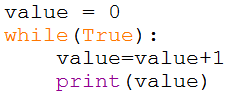 value = 0
while(True):
    value=value+1
    print(value)